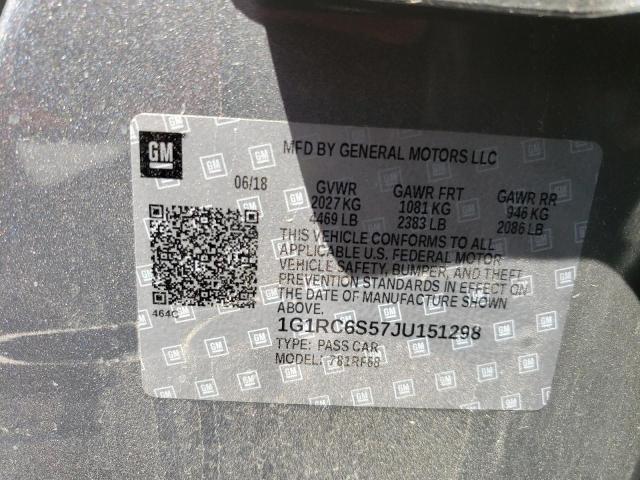 GM
MFD BY GENERAL MOTORS LLC
06/18
GVWR GAWR FRT GAWR RR
2027 KG 1081 KG 946 KG
4469 LB 2383 LB 2086 LB
THIS VEHICLE CONFORMS TO ALL
APPLICABLE U.S. FEDERAL MOTOR
VEHICLE SAFETY, BUMPER, AND THEFT
PREVENTION STANDARDS IN EFFECT ON
THE DATE OF MANUFACTURE SHOWN
ABOVE.
464C
1G1RC6S57JU151298
TYPE: PASS CAR
MODEL: 7B1RF68